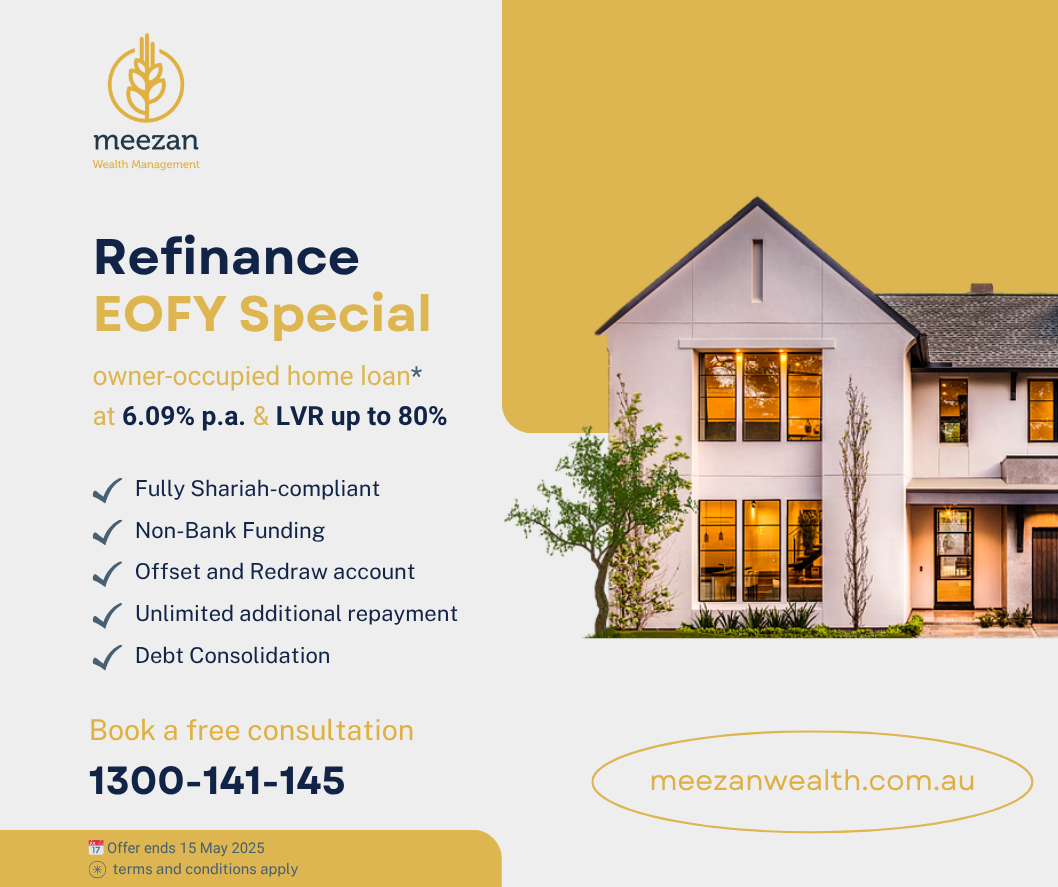 meezan
Wealth Management
Refinance
EOFY Special
owner-occupied home loan*
at 6.09% p.a. & LVR up to 80%
Fully Shariah-compliant
Non-Bank Funding
Offset and Redraw account
Unlimited additional repayment
Debt Consolidation
Book a free consultation
1300-141-145
meezanwealth.com.au
📅 Offer ends 15 May 2025
terms and conditions apply